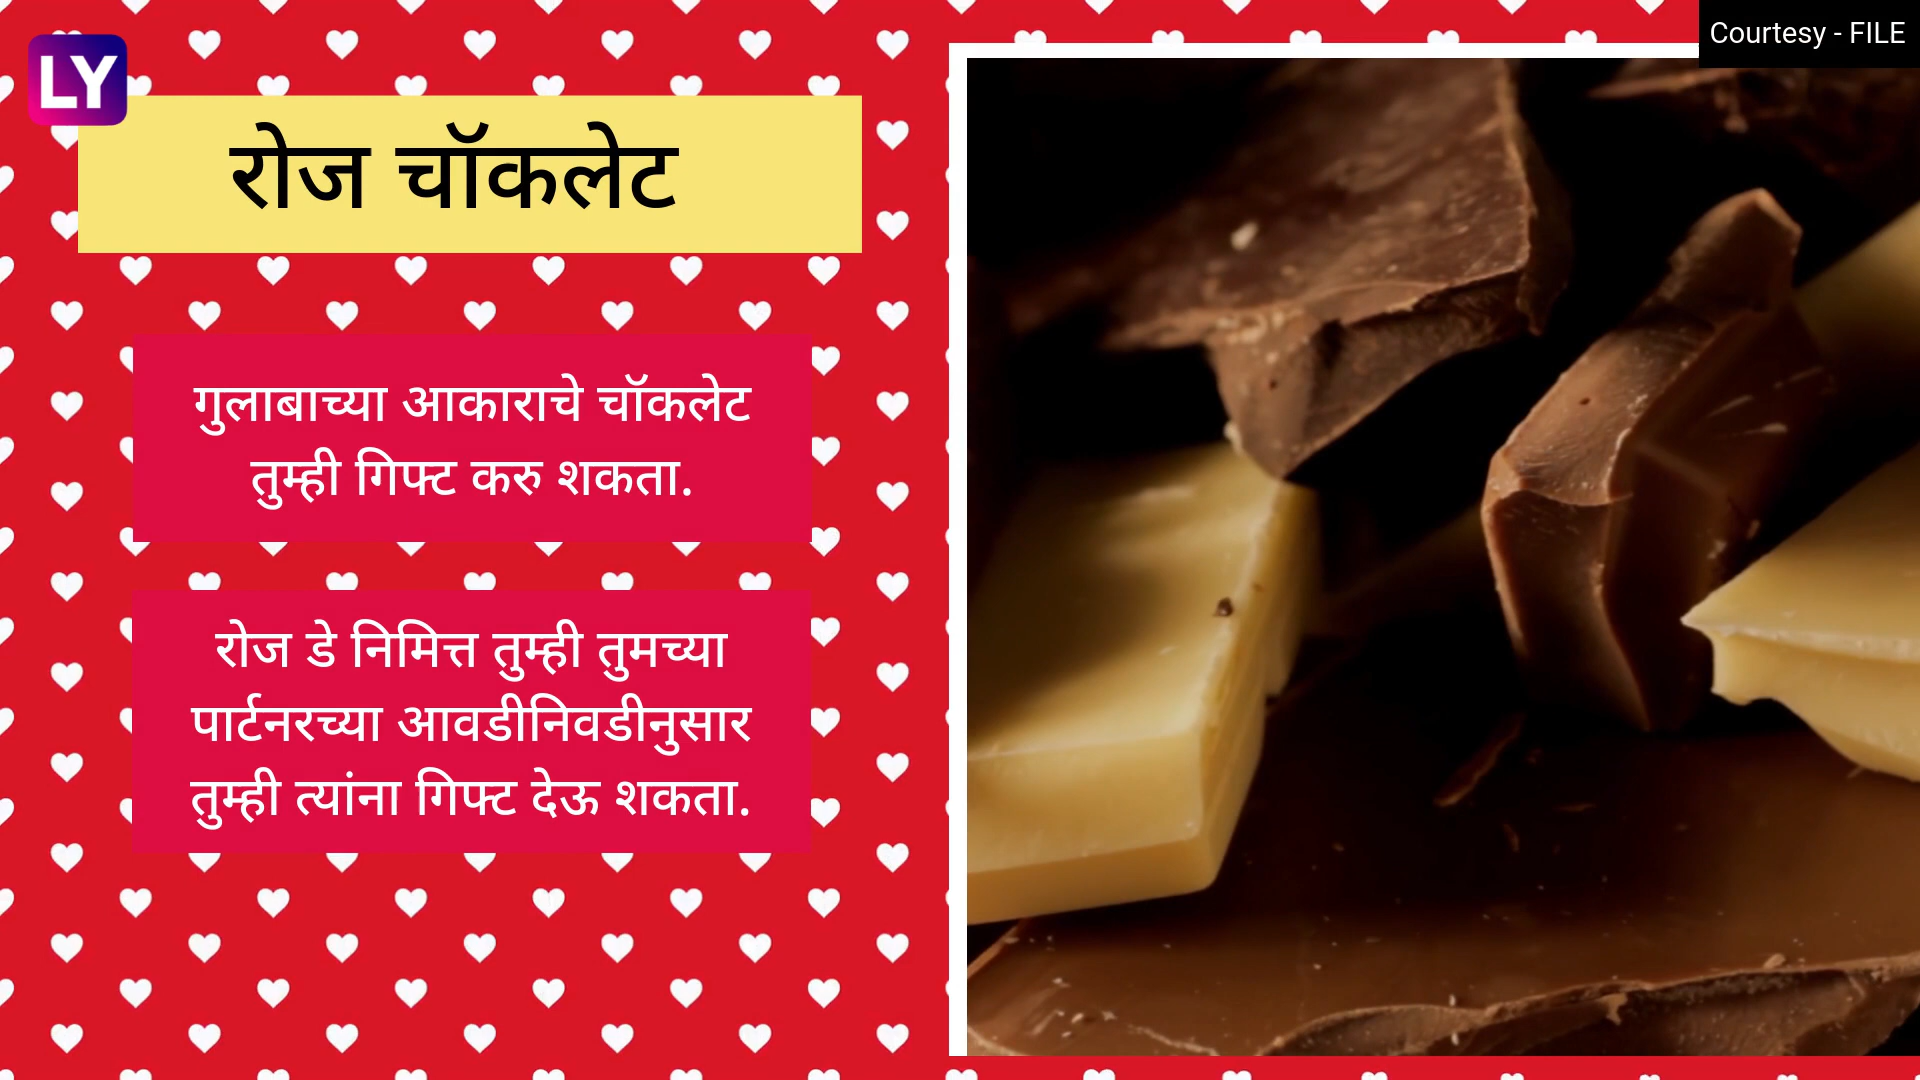 LY
Courtesy - FILE
रोज चॉकलेट
गुलाबाच्या आकाराचे चॉकलेट
तुम्ही गिफ्ट करु शकता.
रोज डे निमित्त तुम्ही तुमच्या
पार्टनरच्या आवडीनिवडीनुसार
तुम्ही त्यांना गिफ्ट देऊ शकता.